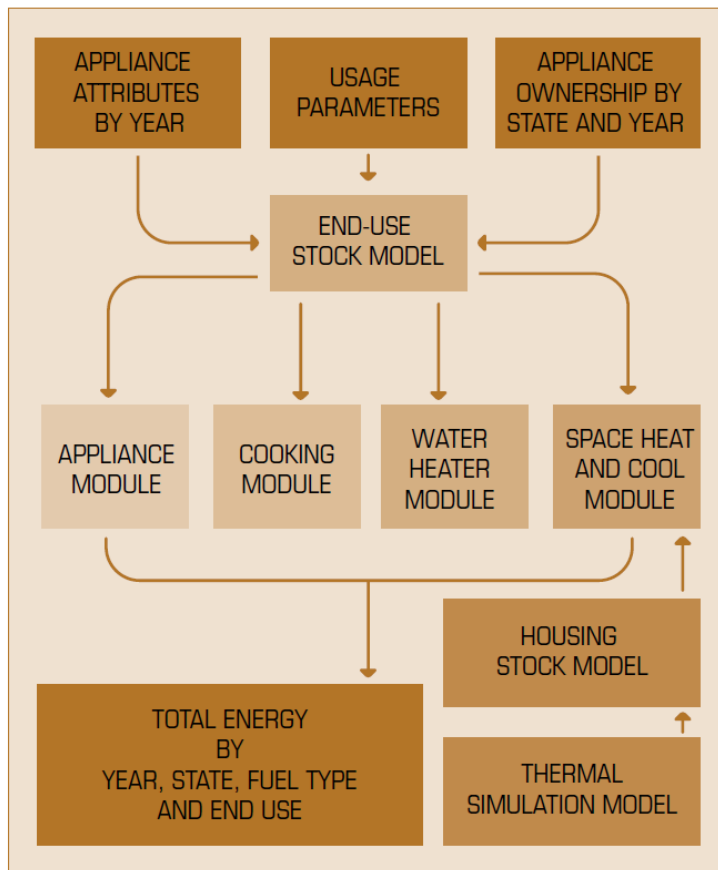 APPLIANCE
ATTRIBUTES
BY YEAR
USAGE
PARAMETERS
APPLIANCE
OWNERSHIP BY
STATE AND YEAR
END-USE
STOCK MODEL
APPLIANCE
MODULE
COOKING
MODULE
WATER
HEATER
MODULE
SPACE HEAT
AND COOL
MODULE
HOUSING
STOCK MODEL
TOTAL ENERGY
BY
YEAR, STATE, FUEL TYPE
AND END USE
THERMAL
SIMULATION MODEL